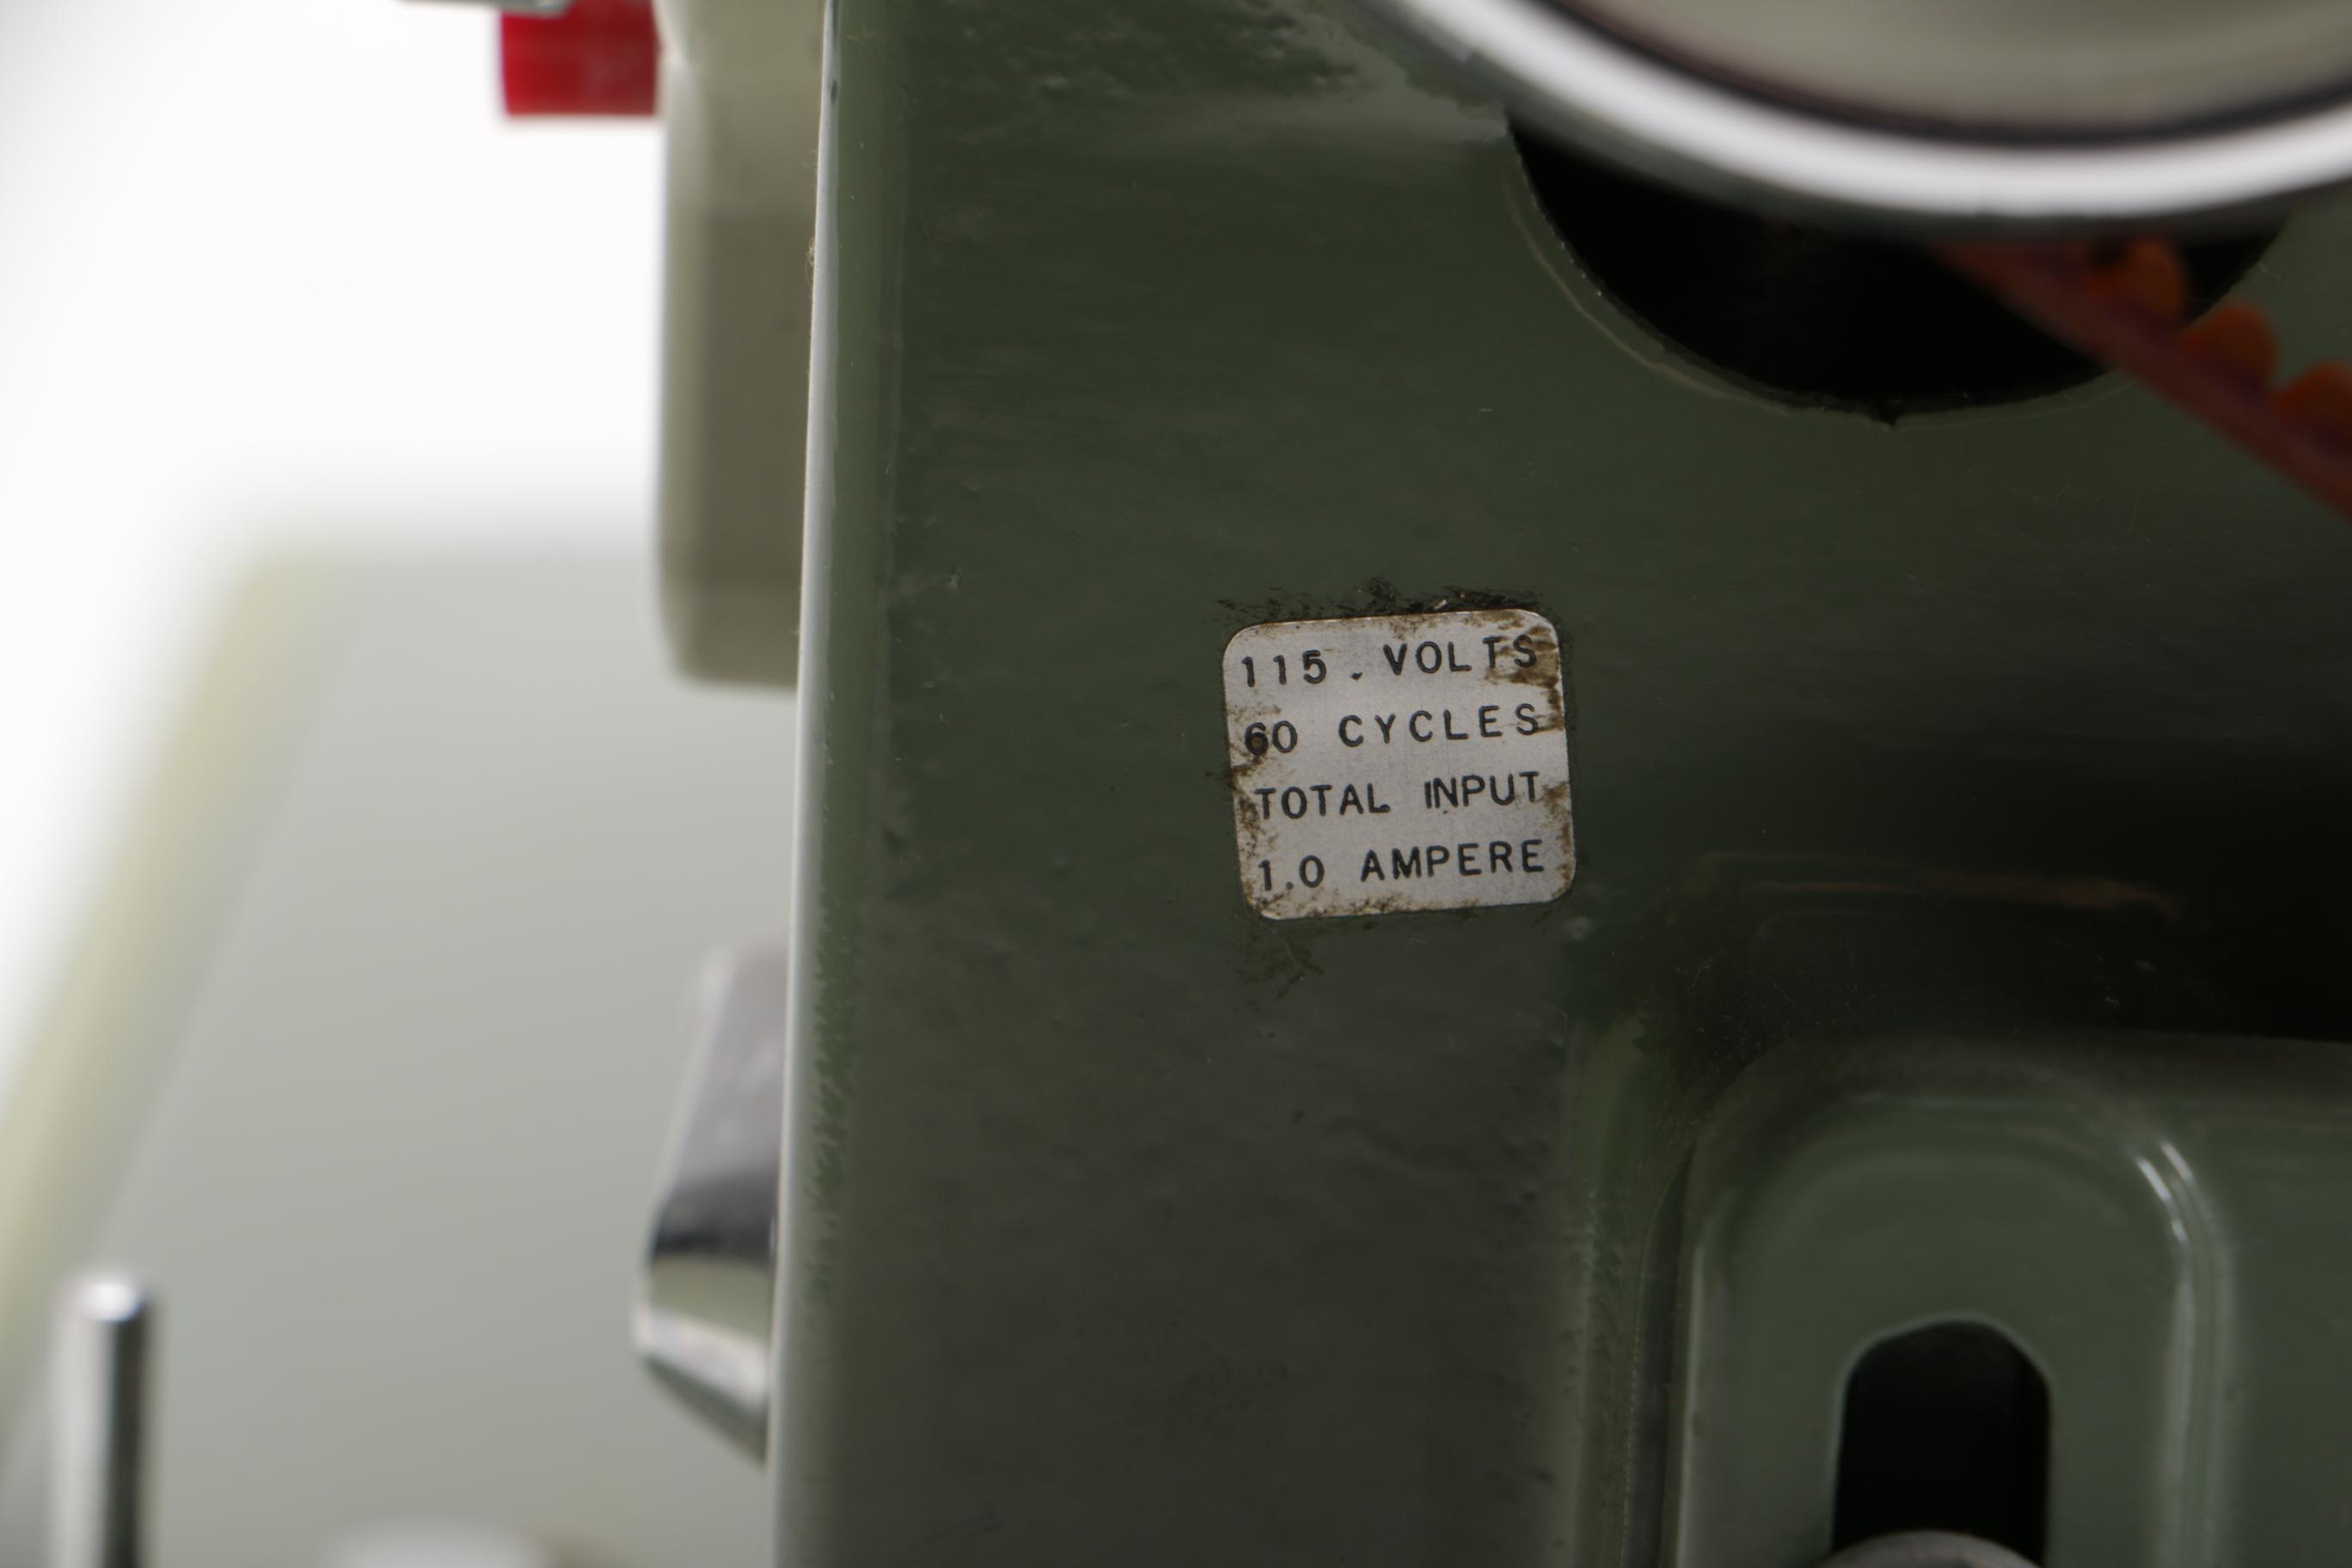 115. VOLTS
60 CYCLES
TOTAL INPUT
1.0 AMPERE